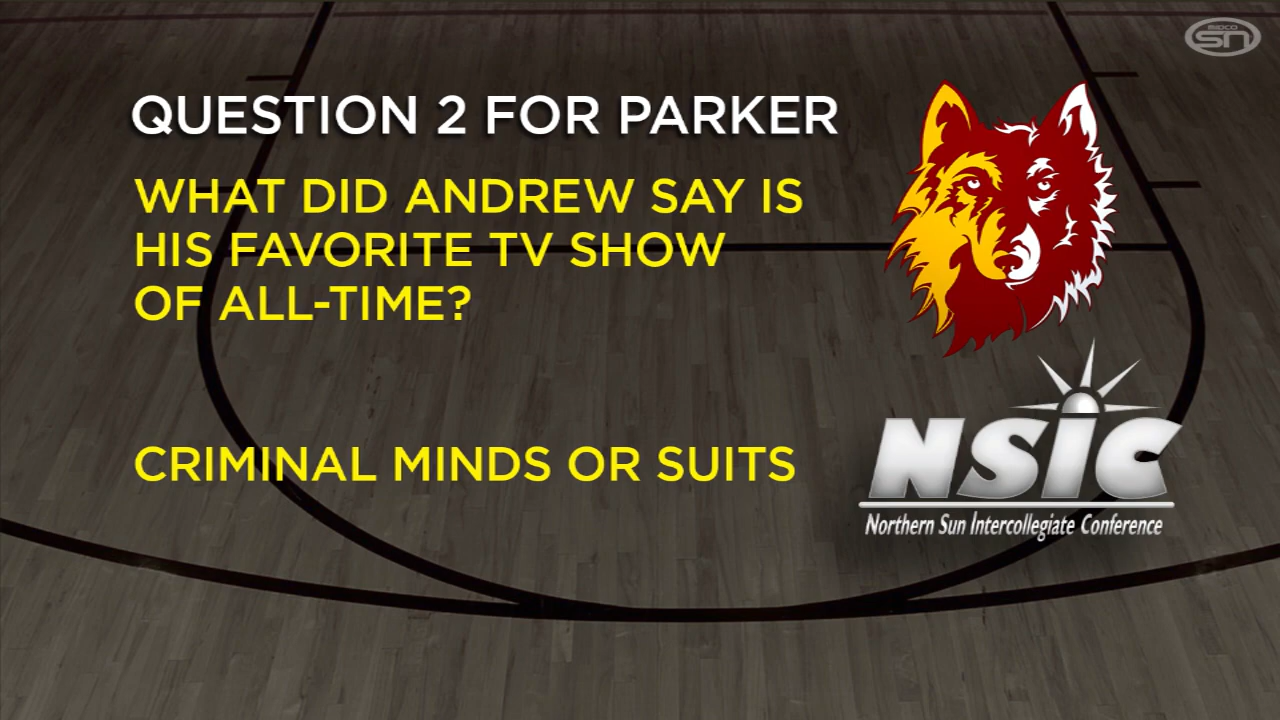 MIDCO
SN
QUESTION 2 FOR PARKER
WHAT DID ANDREW SAY IS
HIS FAVORITE TV SHOW
OF ALL-TIME?
CRIMINAL MINDS OR SUITS
NSIC
Northern Sun Intercollegiate Conference